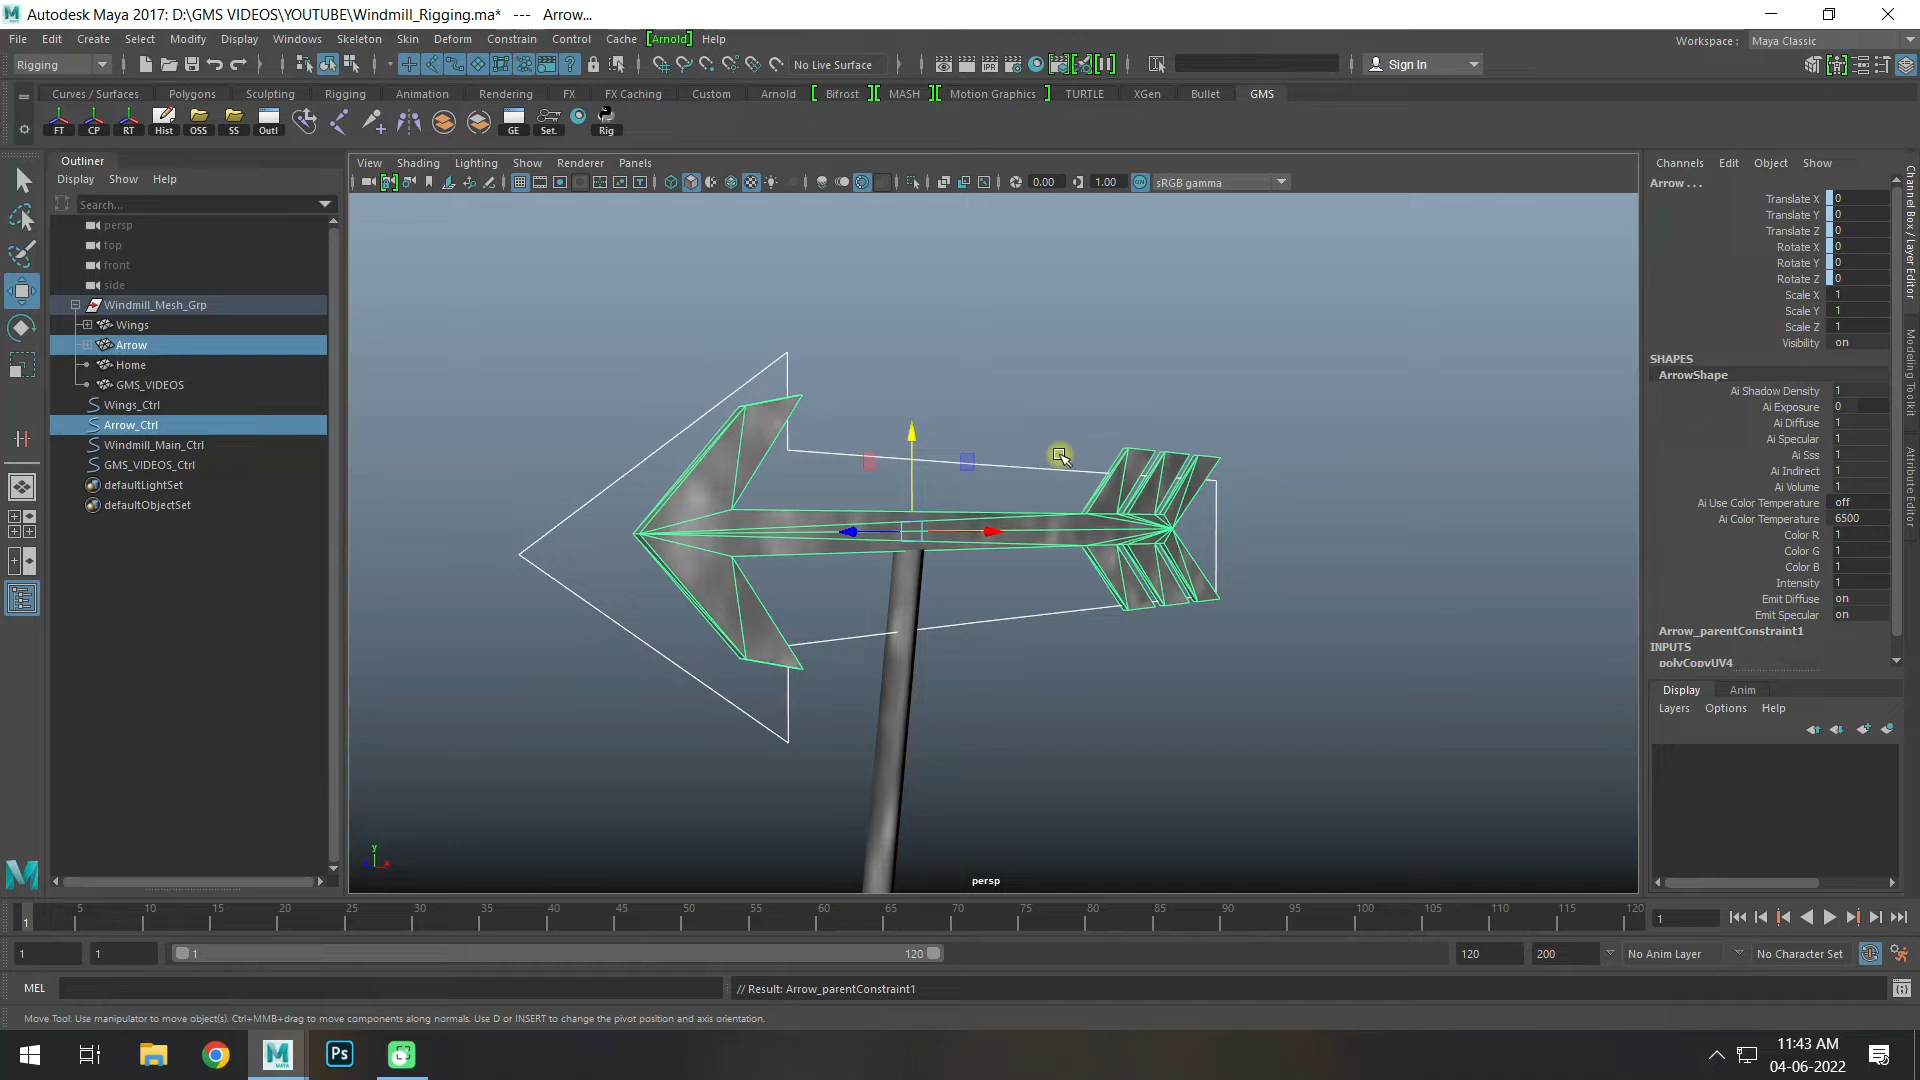 Autodesk Maya 2017: D:\GMS VIDEOS\YOUTUBE\Windmill_Rigging.ma*   ---   Arrow...
File Edit Create Select Modify Display Windows Skeleton Skin Deform Constrain Control Cache [Arnold] Help
Workspace : Maya Classic
Rigging
No Live Surface
Sign In
Curves / Surfaces Polygons Sculpting Rigging Animation Rendering FX FX Caching Custom Arnold Bifrost MASH Motion Graphics TURTLE XGen Bullet GMS
FT CP RT Hist OSS SS Outl GE Set. Rig
Outliner
Display Show Help
Search...
persp
top
front
side
Windmill_Mesh_Grp
Wings
Arrow
Home
GMS_VIDEOS
Wings_Ctrl
Arrow_Ctrl
Windmill_Main_Ctrl
GMS_VIDEOS_Ctrl
defaultLightSet
defaultObjectSet
View Shading Lighting Show Renderer Panels
0.00 1.00 ON sRGB gamma
y
x
persp
Channels Edit Object Show
Arrow . . .
Translate X 0
Translate Y 0
Translate Z 0
Rotate X 0
Rotate Y 0
Rotate Z 0
Scale X 1
Scale Y 1
Scale Z 1
Visibility on
SHAPES
ArrowShape
Ai Shadow Density 1
Ai Exposure 0
Ai Diffuse 1
Ai Specular 1
Ai Sss 1
Ai Indirect 1
Ai Volume 1
Ai Use Color Temperature off
Ai Color Temperature 6500
Color R 1
Color G 1
Color B 1
Intensity 1
Emit Diffuse on
Emit Specular on
Arrow_parentConstraint1
INPUTS
polyCopyUV4
Display Anim
Layers Options Help
Channel Box / Layer Editor
Modeling Toolkit
Attribute Editor
5 10 15 20 25 30 35 40 45 50 55 60 65 70 75 80 85 90 95 100 105 110 115 120
1
1
1 1 1 120 120 200 No Anim Layer No Character Set
MEL // Result: Arrow_parentConstraint1
Move Tool: Use manipulator to move object(s). Ctrl+MMB+drag to move components along normals. Use D or INSERT to change the pivot position and axis orientation.
M MAYA
Ps
11:43 AM
04-06-2022